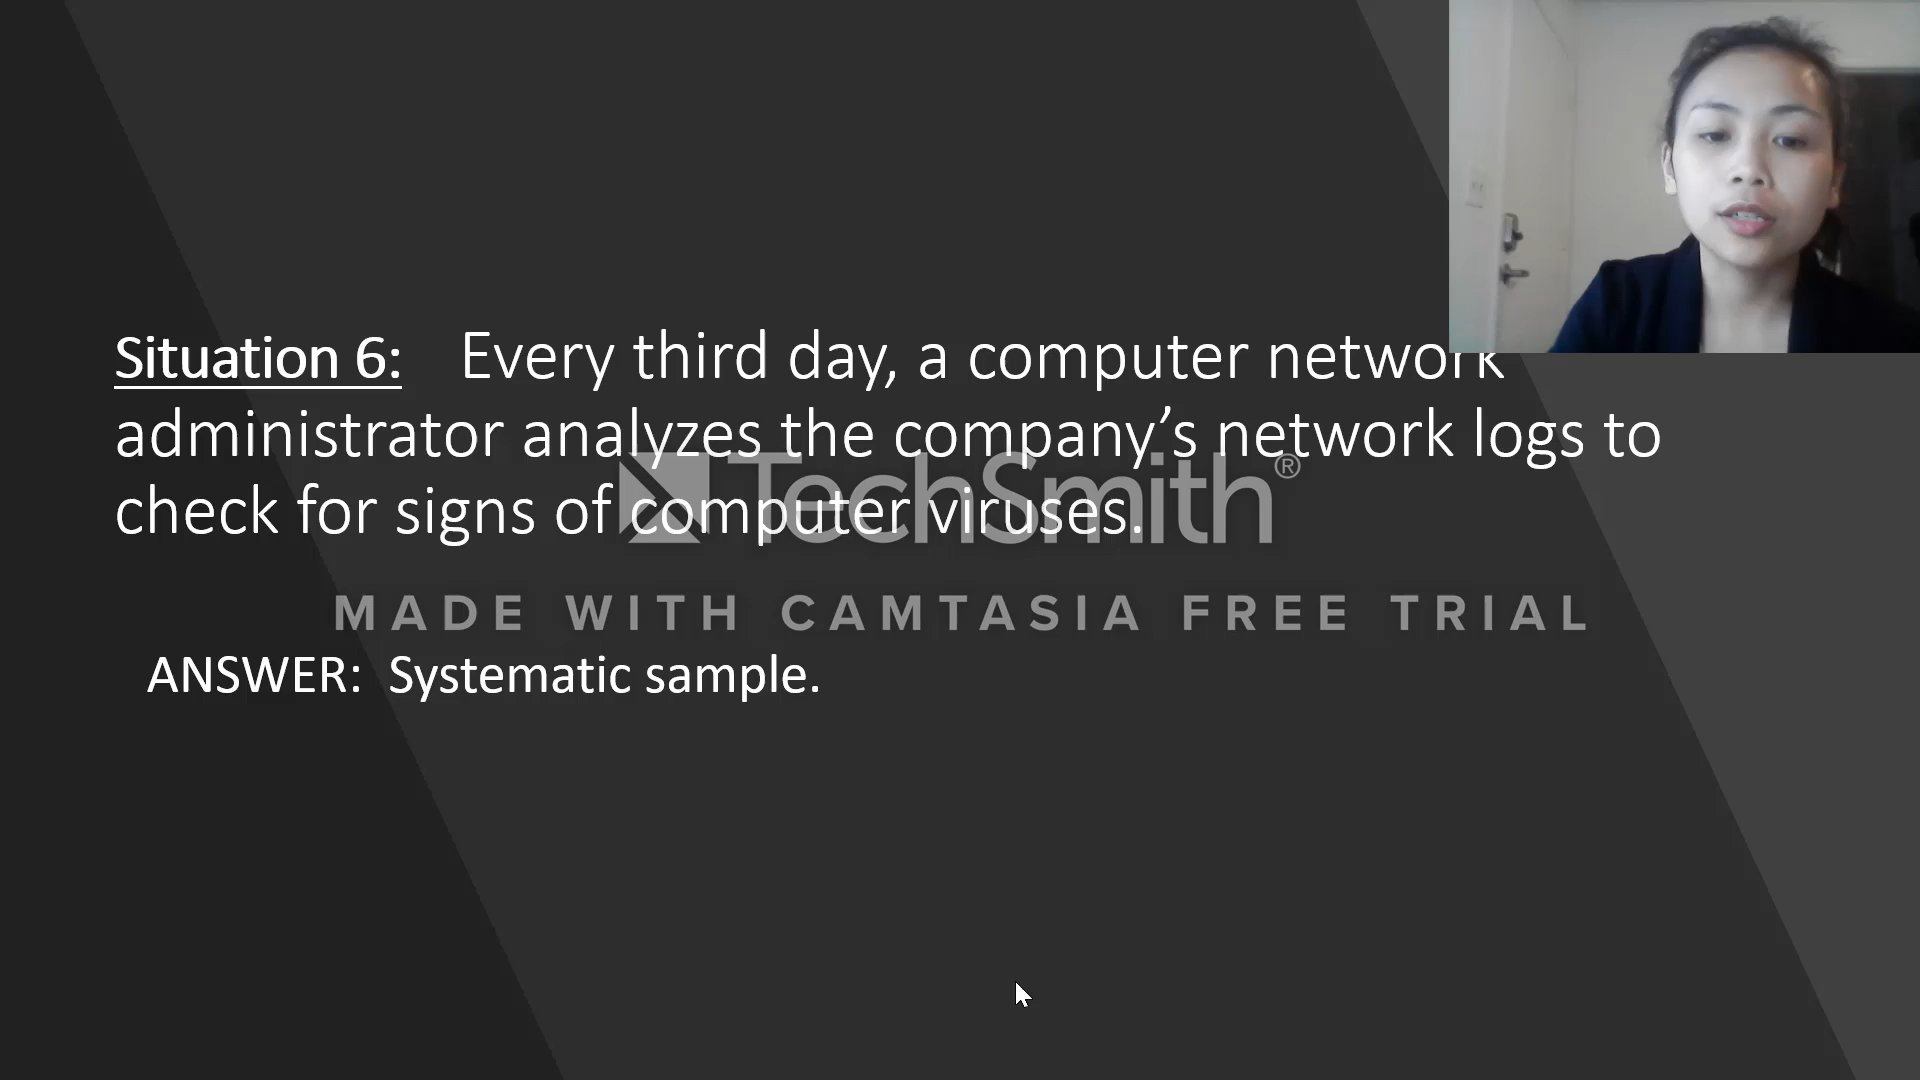 Situation 6: Every third day, a computer network
administrator analyzes the company’s network logs to
check for signs of computer viruses.
TechSmith®
MADE WITH CAMTASIA FREE TRIAL
ANSWER: Systematic sample.